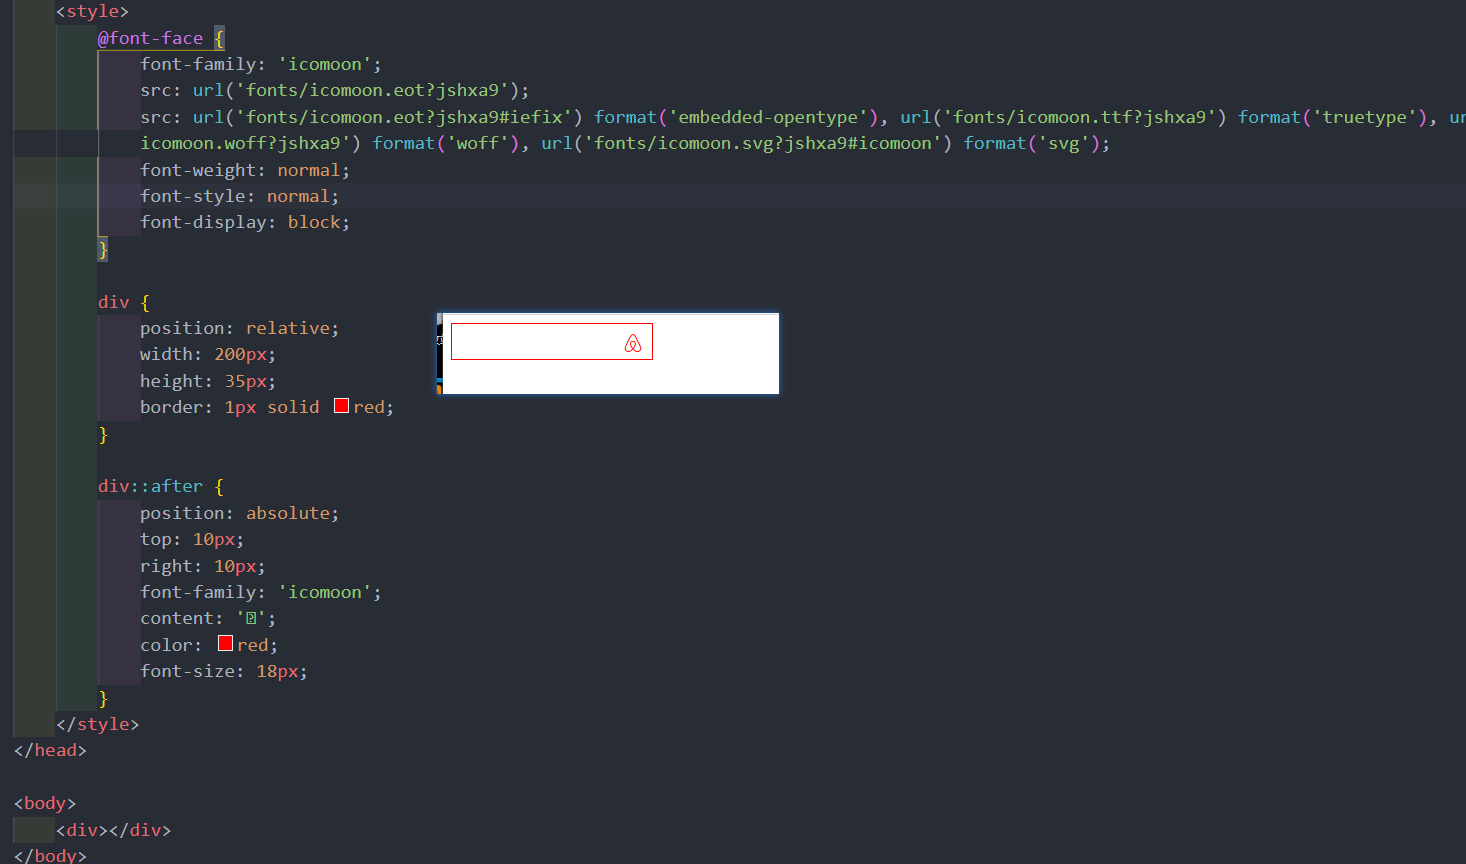 <style>
@font-face {
font-family: 'icomoon';
src: url('fonts/icomoon.eot?jshxa9');
src: url('fonts/icomoon.eot?jshxa9#iefix') format('embedded-opentype'), url('fonts/icomoon.ttf?jshxa9') format('truetype'),
icomoon.woff?jshxa9') format('woff'), url('fonts/icomoon.svg?jshxa9#icomoon') format('svg');
font-weight: normal;
font-style: normal;
font-display: block;
}
div {
position: relative;
width: 200px;
height: 35px;
border: 1px solid red;
}
div::after {
position: absolute;
top: 10px;
right: 10px;
font-family: 'icomoon';
content: '';
color: red;
font-size: 18px;
}
</style>
</head>
<body>
<div></div>
</body>